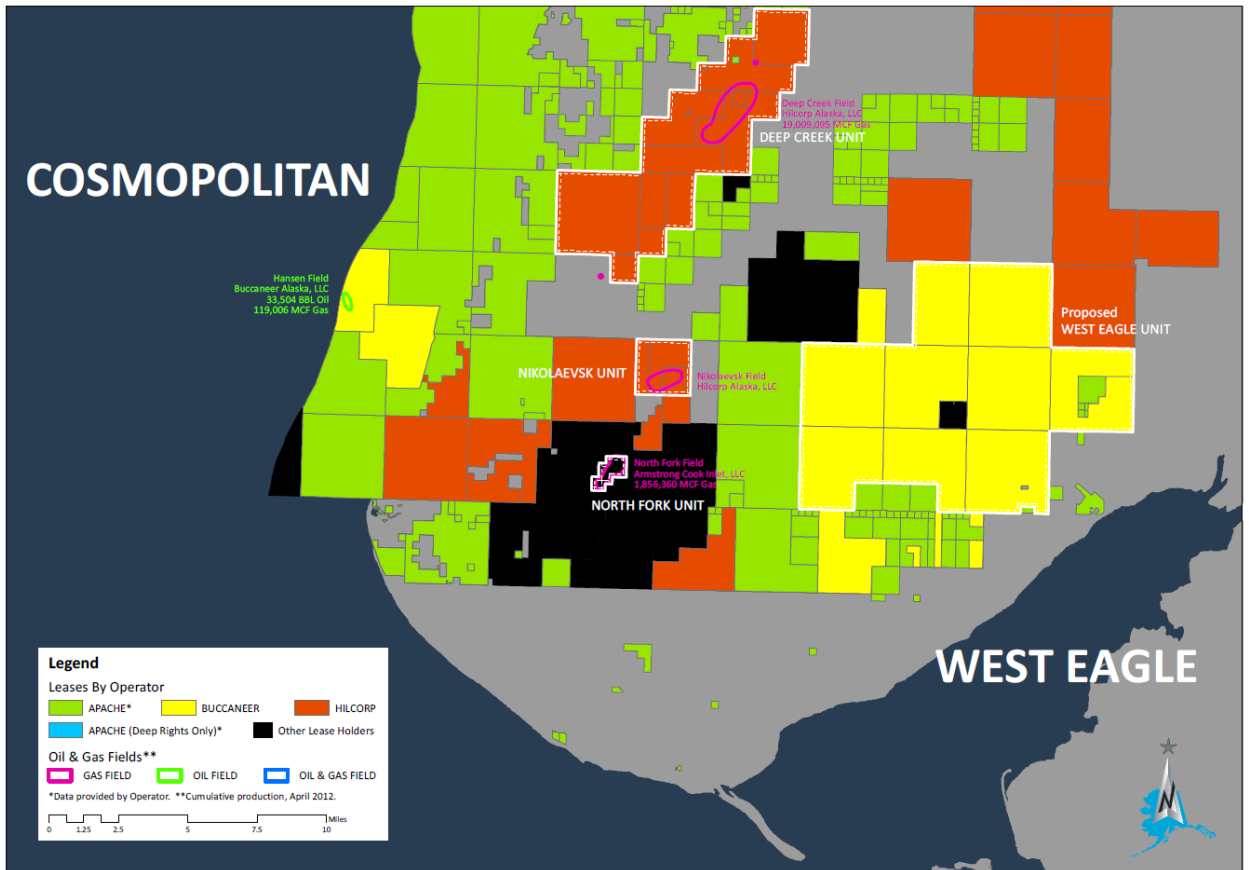 Deep Creek Field
Hilcorp Alaska, LLC
19,009,095 MCF Gas
DEEP CREEK UNIT
COSMOPOLITAN
Hansen Field
Buccaneer Alaska, LLC
33,504 BBL Oil
119,006 MCF Gas
Proposed
WEST EAGLE UNIT
NIKOLAEVSK UNIT
Nikolaevsk Field
Hilcorp Alaska, LLC
North Fork Field
Armstrong Cook Inlet, LLC
1,856,360 MCF Gas
NORTH FORK UNIT
WEST EAGLE
Legend
Leases By Operator
APACHE* BUCCANEER HILCORP
APACHE (Deep Rights Only)* Other Lease Holders
Oil & Gas Fields**
GAS FIELD OIL FIELD OIL & GAS FIELD
*Data provided by Operator. **Cumulative production, April 2012.
Miles
0 1.25 2.5 5 7.5 10
N